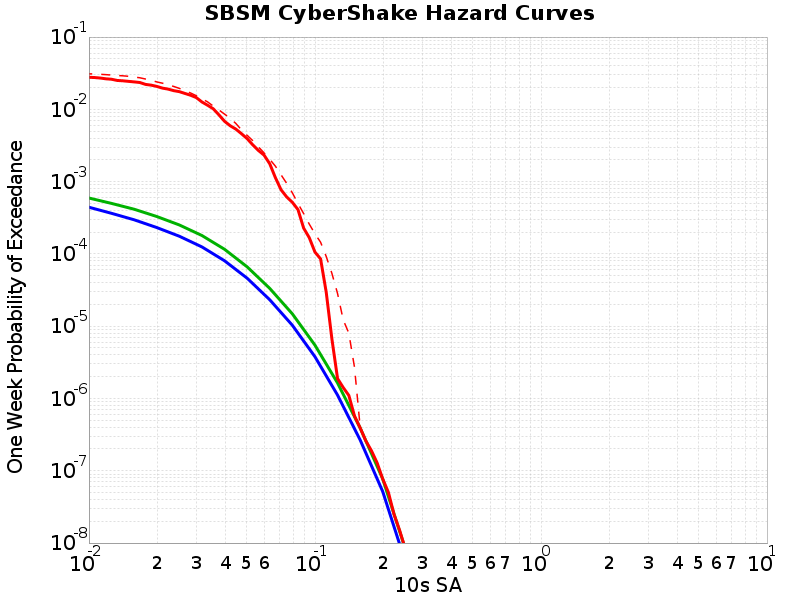 SBSM CyberShake Hazard Curves
One Week Probability of Exceedance
10^-1
10^-2
10^-3
10^-4
10^-5
10^-6
10^-7
10^-8
10^-2 2 3 4 5 6 10^-1 2 3 4 5 6 7 10^0 2 3 4 5 6 7 10^1
10s SA